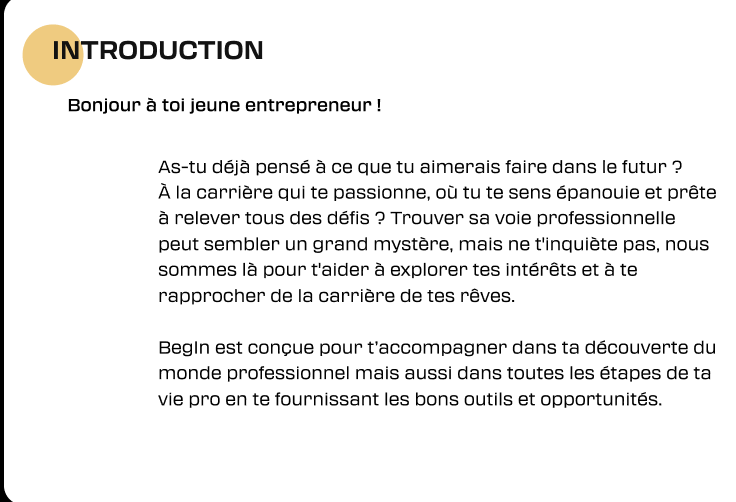 INTRODUCTION
Bonjour à toi jeune entrepreneur !
As-tu déjà pensé à ce que tu aimerais faire dans le futur ?
À la carrière qui te passionne, où tu te sens épanouie et prête
à relever tous des défis ? Trouver sa voie professionnelle
peut sembler un grand mystère, mais ne t'inquiète pas, nous
sommes là pour t'aider à explorer tes intérêts et à te
rapprocher de la carrière de tes rêves.
BegIn est conçue pour t'accompagner dans ta découverte du
monde professionnel mais aussi dans toutes les étapes de ta
vie pro en te fournissant les bons outils et opportunités.